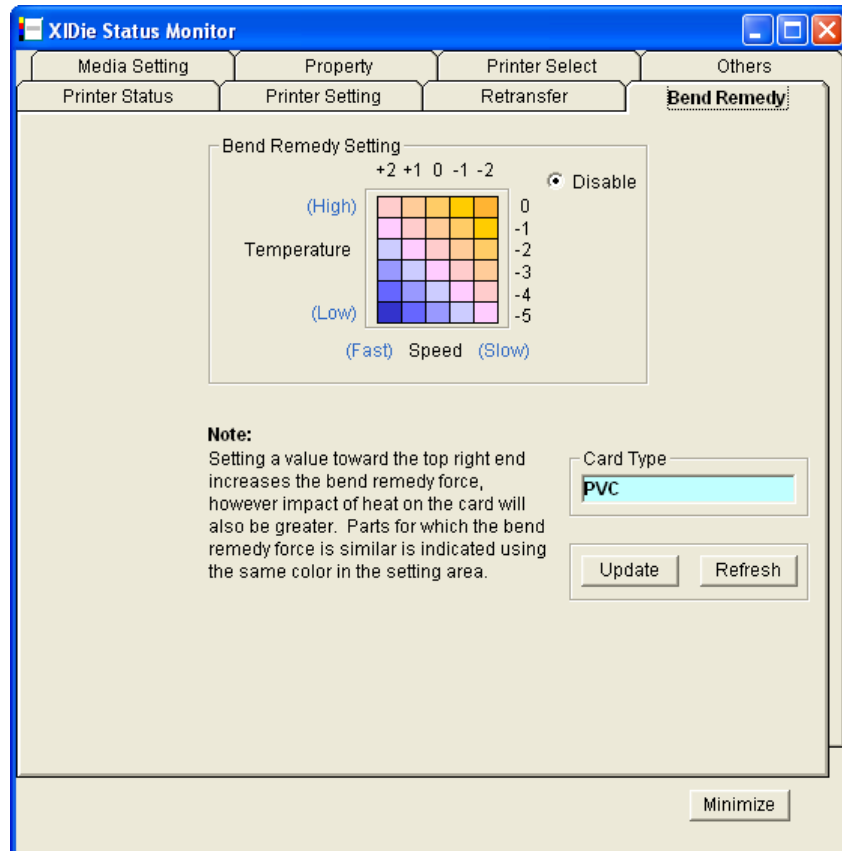 XIDie Status Monitor
Media Setting Property Printer Select Others
Printer Status Printer Setting Retransfer Bend Remedy
Bend Remedy Setting
+2 +1 0 -1 -2
Disable
(High) 0
-1
Temperature -2
-3
-4
(Low) -5
(Fast) Speed (Slow)
Note:
Setting a value toward the top right end
increases the bend remedy force,
however impact of heat on the card will
also be greater. Parts for which the bend
remedy force is similar is indicated using
the same color in the setting area.
Card Type
PVC
Update Refresh
Minimize